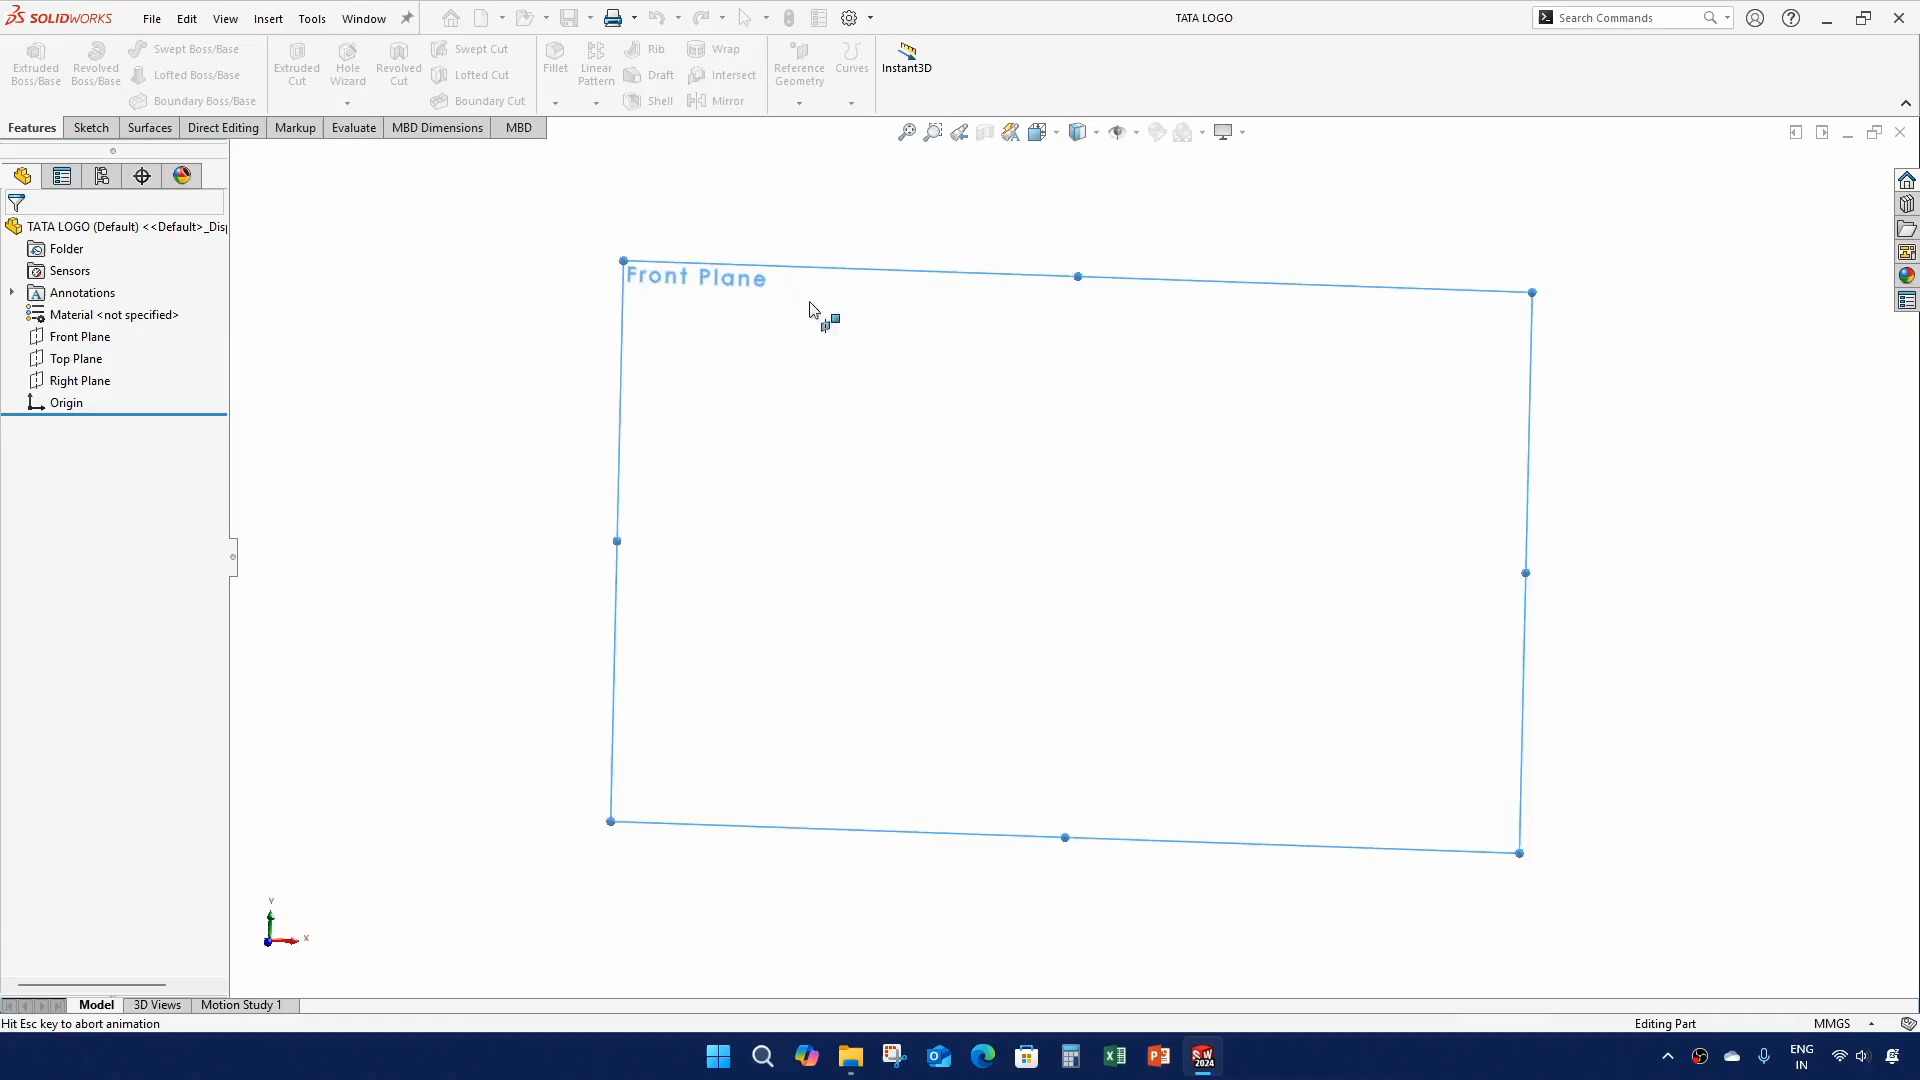 SOLIDWORKS File Edit View Insert Tools Window TATA LOGO Search Commands
Extruded Boss/Base
Revolved Boss/Base
Swept Boss/Base
Lofted Boss/Base
Boundary Boss/Base
Extruded Cut
Hole Wizard
Revolved Cut
Swept Cut
Lofted Cut
Boundary Cut
Fillet
Linear Pattern
Rib
Draft
Shell
Wrap
Intersect
Mirror
Reference Geometry
Curves
Instant3D
Features Sketch Surfaces Direct Editing Markup Evaluate MBD Dimensions MBD
TATA LOGO (Default) <<Default>_Disp
Folder
Sensors
Annotations
Material <not specified>
Front Plane
Top Plane
Right Plane
Origin
Front Plane
Y
X
Model 3D Views Motion Study 1
Hit Esc key to abort animation Editing Part MMGS
SW 2024
ENG
IN